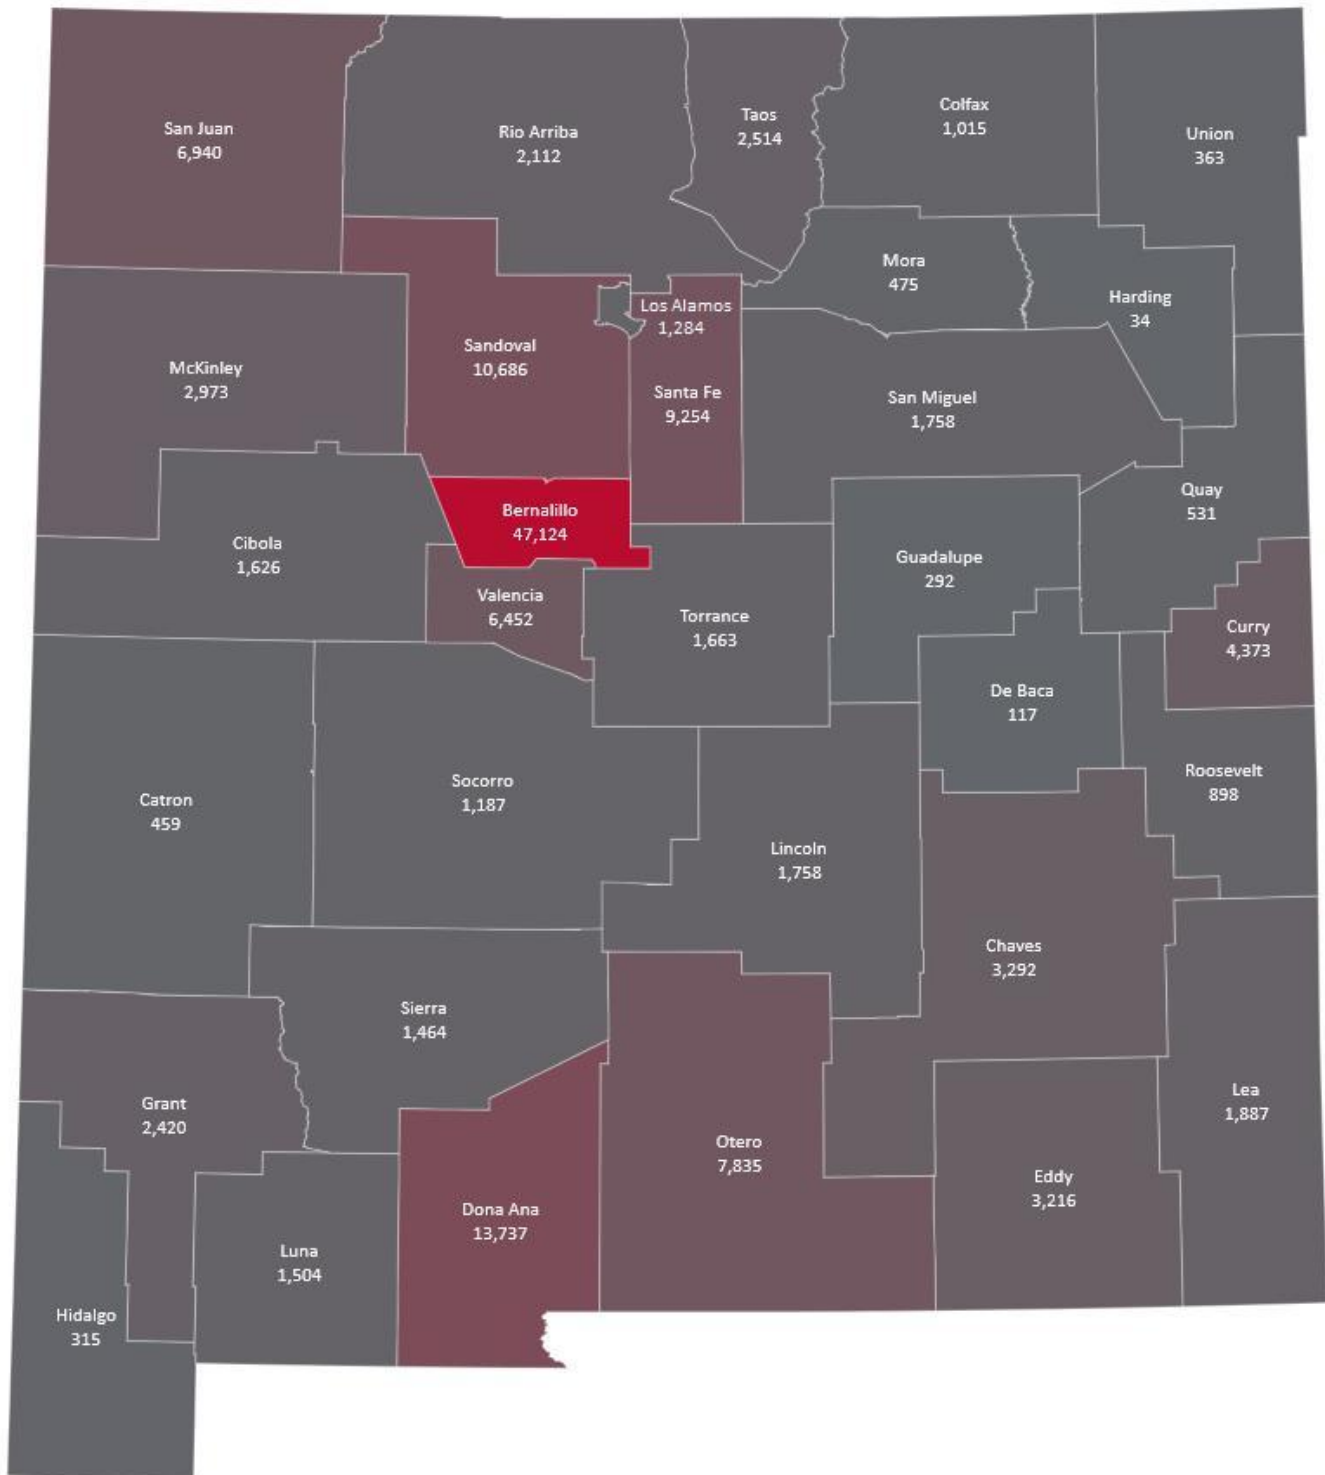 San Juan
6,940
Rio Arriba
2,112
Taos
2,514
Colfax
1,015
Union
363
Mora
475
Harding
34
Los Alamos
1,284
Sandoval
10,686
McKinley
2,973
Santa Fe
9,254
San Miguel
1,758
Quay
531
Bernalillo
47,124
Cibola
1,626
Guadalupe
292
Valencia
6,452
Torrance
1,663
Curry
4,373
De Baca
117
Roosevelt
898
Socorro
1,187
Catron
459
Lincoln
1,758
Chaves
3,292
Sierra
1,464
Lea
1,887
Grant
2,420
Otero
7,835
Eddy
3,216
Dona Ana
13,737
Luna
1,504
Hidalgo
315